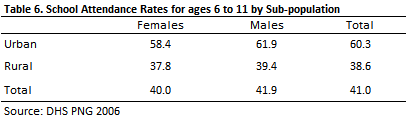 Table 6. School Attendance Rates for ages 6 to 11 by Sub-population
Females Males Total
Urban 58.4 61.9 60.3
Rural 37.8 39.4 38.6
Total 40.0 41.9 41.0
Source: DHS PNG 2006